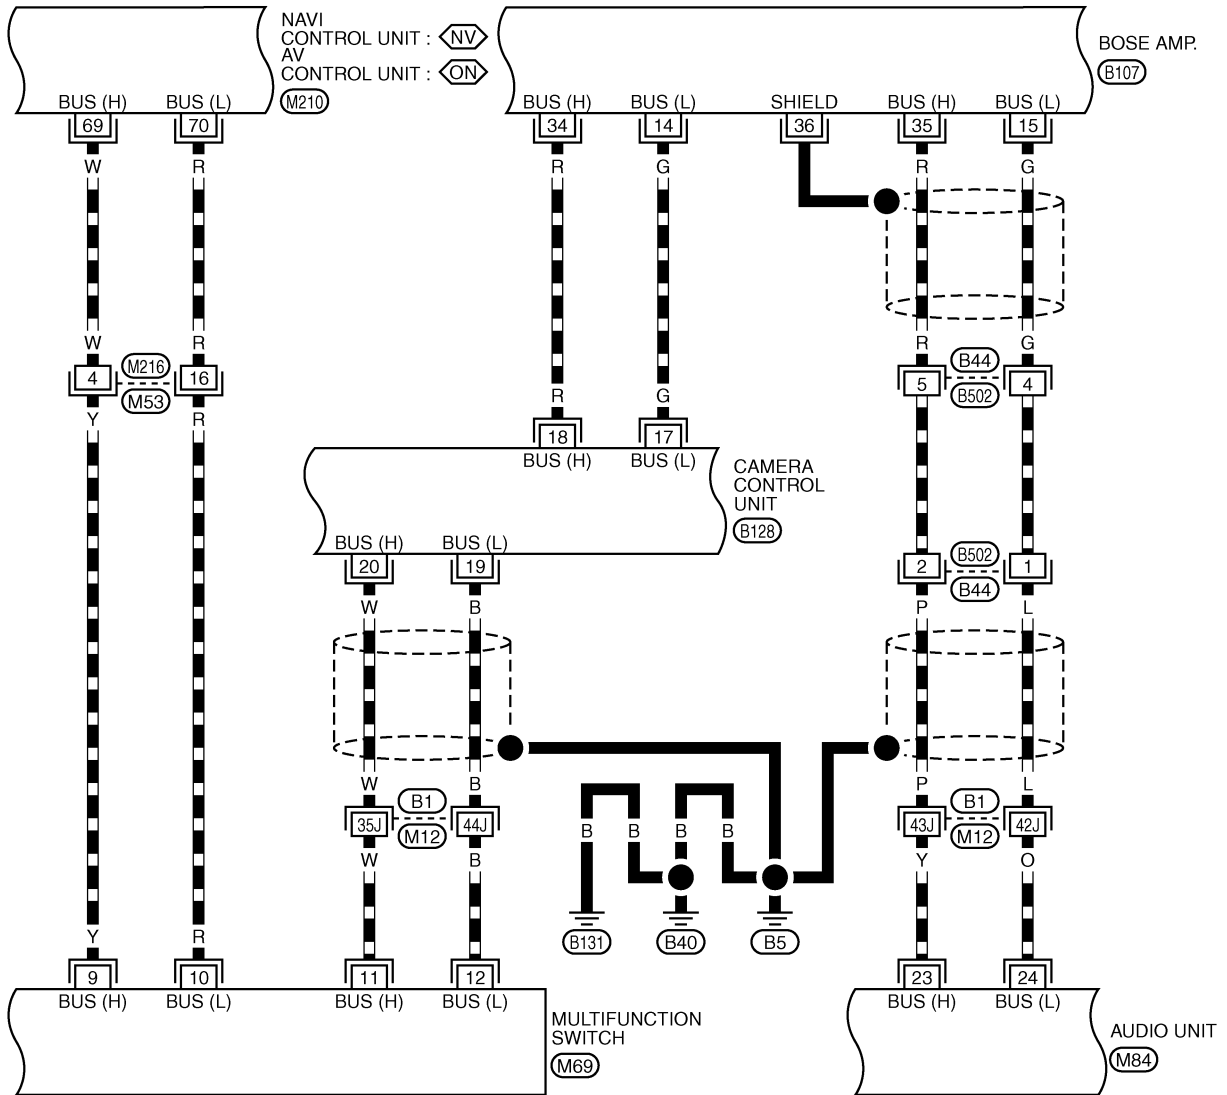 NAVI
CONTROL UNIT : NV
AV
CONTROL UNIT : ON
M210
BOSE AMP.
B107
BUS (H) BUS (L)
69 70
BUS (H) BUS (L) SHIELD BUS (H) BUS (L)
34 14 36 35 15
W R R G R G
W R R G
M216
4 16
M53
B44
5 4
B502
Y R
R G
18 17
BUS (H) BUS (L)
CAMERA
CONTROL
UNIT
B128
BUS (H) BUS (L)
20 19
B502
2 1
B44
W B P L
W B P L
B1
35J 44J
M12
B1
43J 42J
M12
B B B B
W B Y O
Y R
B131 B40 B5
9 10 11 12
BUS (H) BUS (L) BUS (H) BUS (L)
23 24
BUS (H) BUS (L)
MULTIFUNCTION
SWITCH
M69
AUDIO UNIT
M84